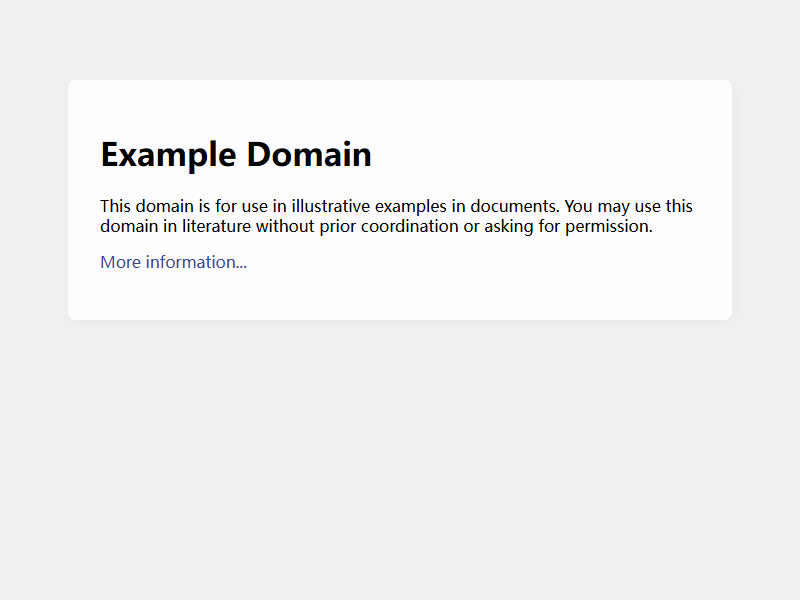 Example Domain
This domain is for use in illustrative examples in documents. You may use this
domain in literature without prior coordination or asking for permission.
More information...